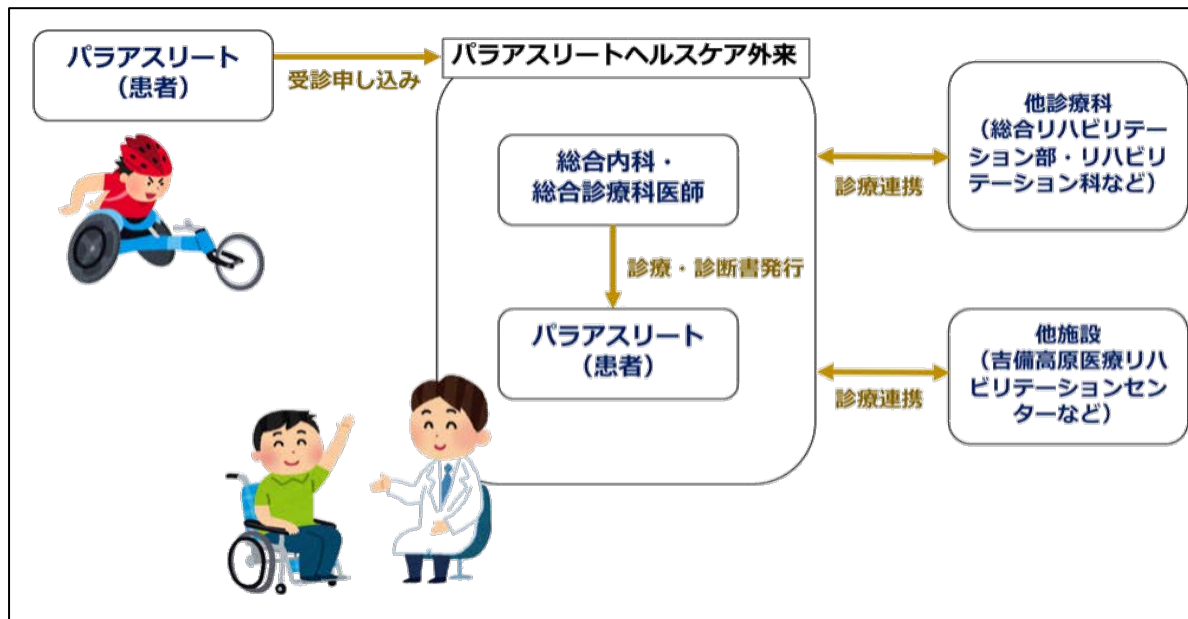 パラアスリート
（患者）
受診申し込み
パラアスリートヘルスケア外来
総合内科・
総合診療科医師
診療・診断書発行
パラアスリート
（患者）
診療連携
他診療科
（総合リハビリテー
ション部・リハビリ
テーション科など）
診療連携
他施設
（吉備高原医療リハ
ビリテーションセン
ターなど）